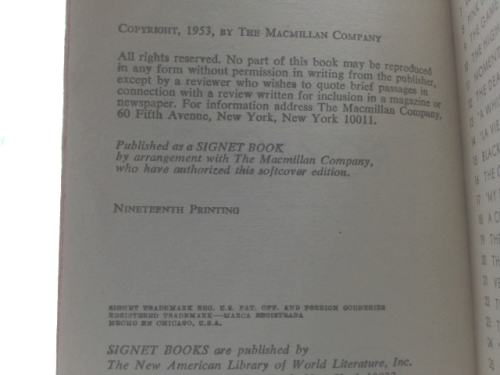 COPYRIGHT, 1953, BY THE MACMILLAN COMPANY
All rights reserved. No part of this book may be reproduced
in any form without permission in writing from the publisher,
except by a reviewer who wishes to quote brief passages in
connection with a review written for inclusion in a magazine or
newspaper. For information address The Macmillan Company,
60 Fifth Avenue, New York, New York 10011.
Published as a SIGNET BOOK
by arrangement with The Macmillan Company,
who have authorized this softcover edition.
NINETEENTH PRINTING
SIGNET TRADEMARK REG. U.S. PAT. OFF. AND FOREIGN COUNTRIES
REGISTERED TRADEMARK—MARCA REGISTRADA
HECHO EN CHICAGO, U.S.A.
SIGNET BOOKS are published by
The New American Library of World Literature, Inc.